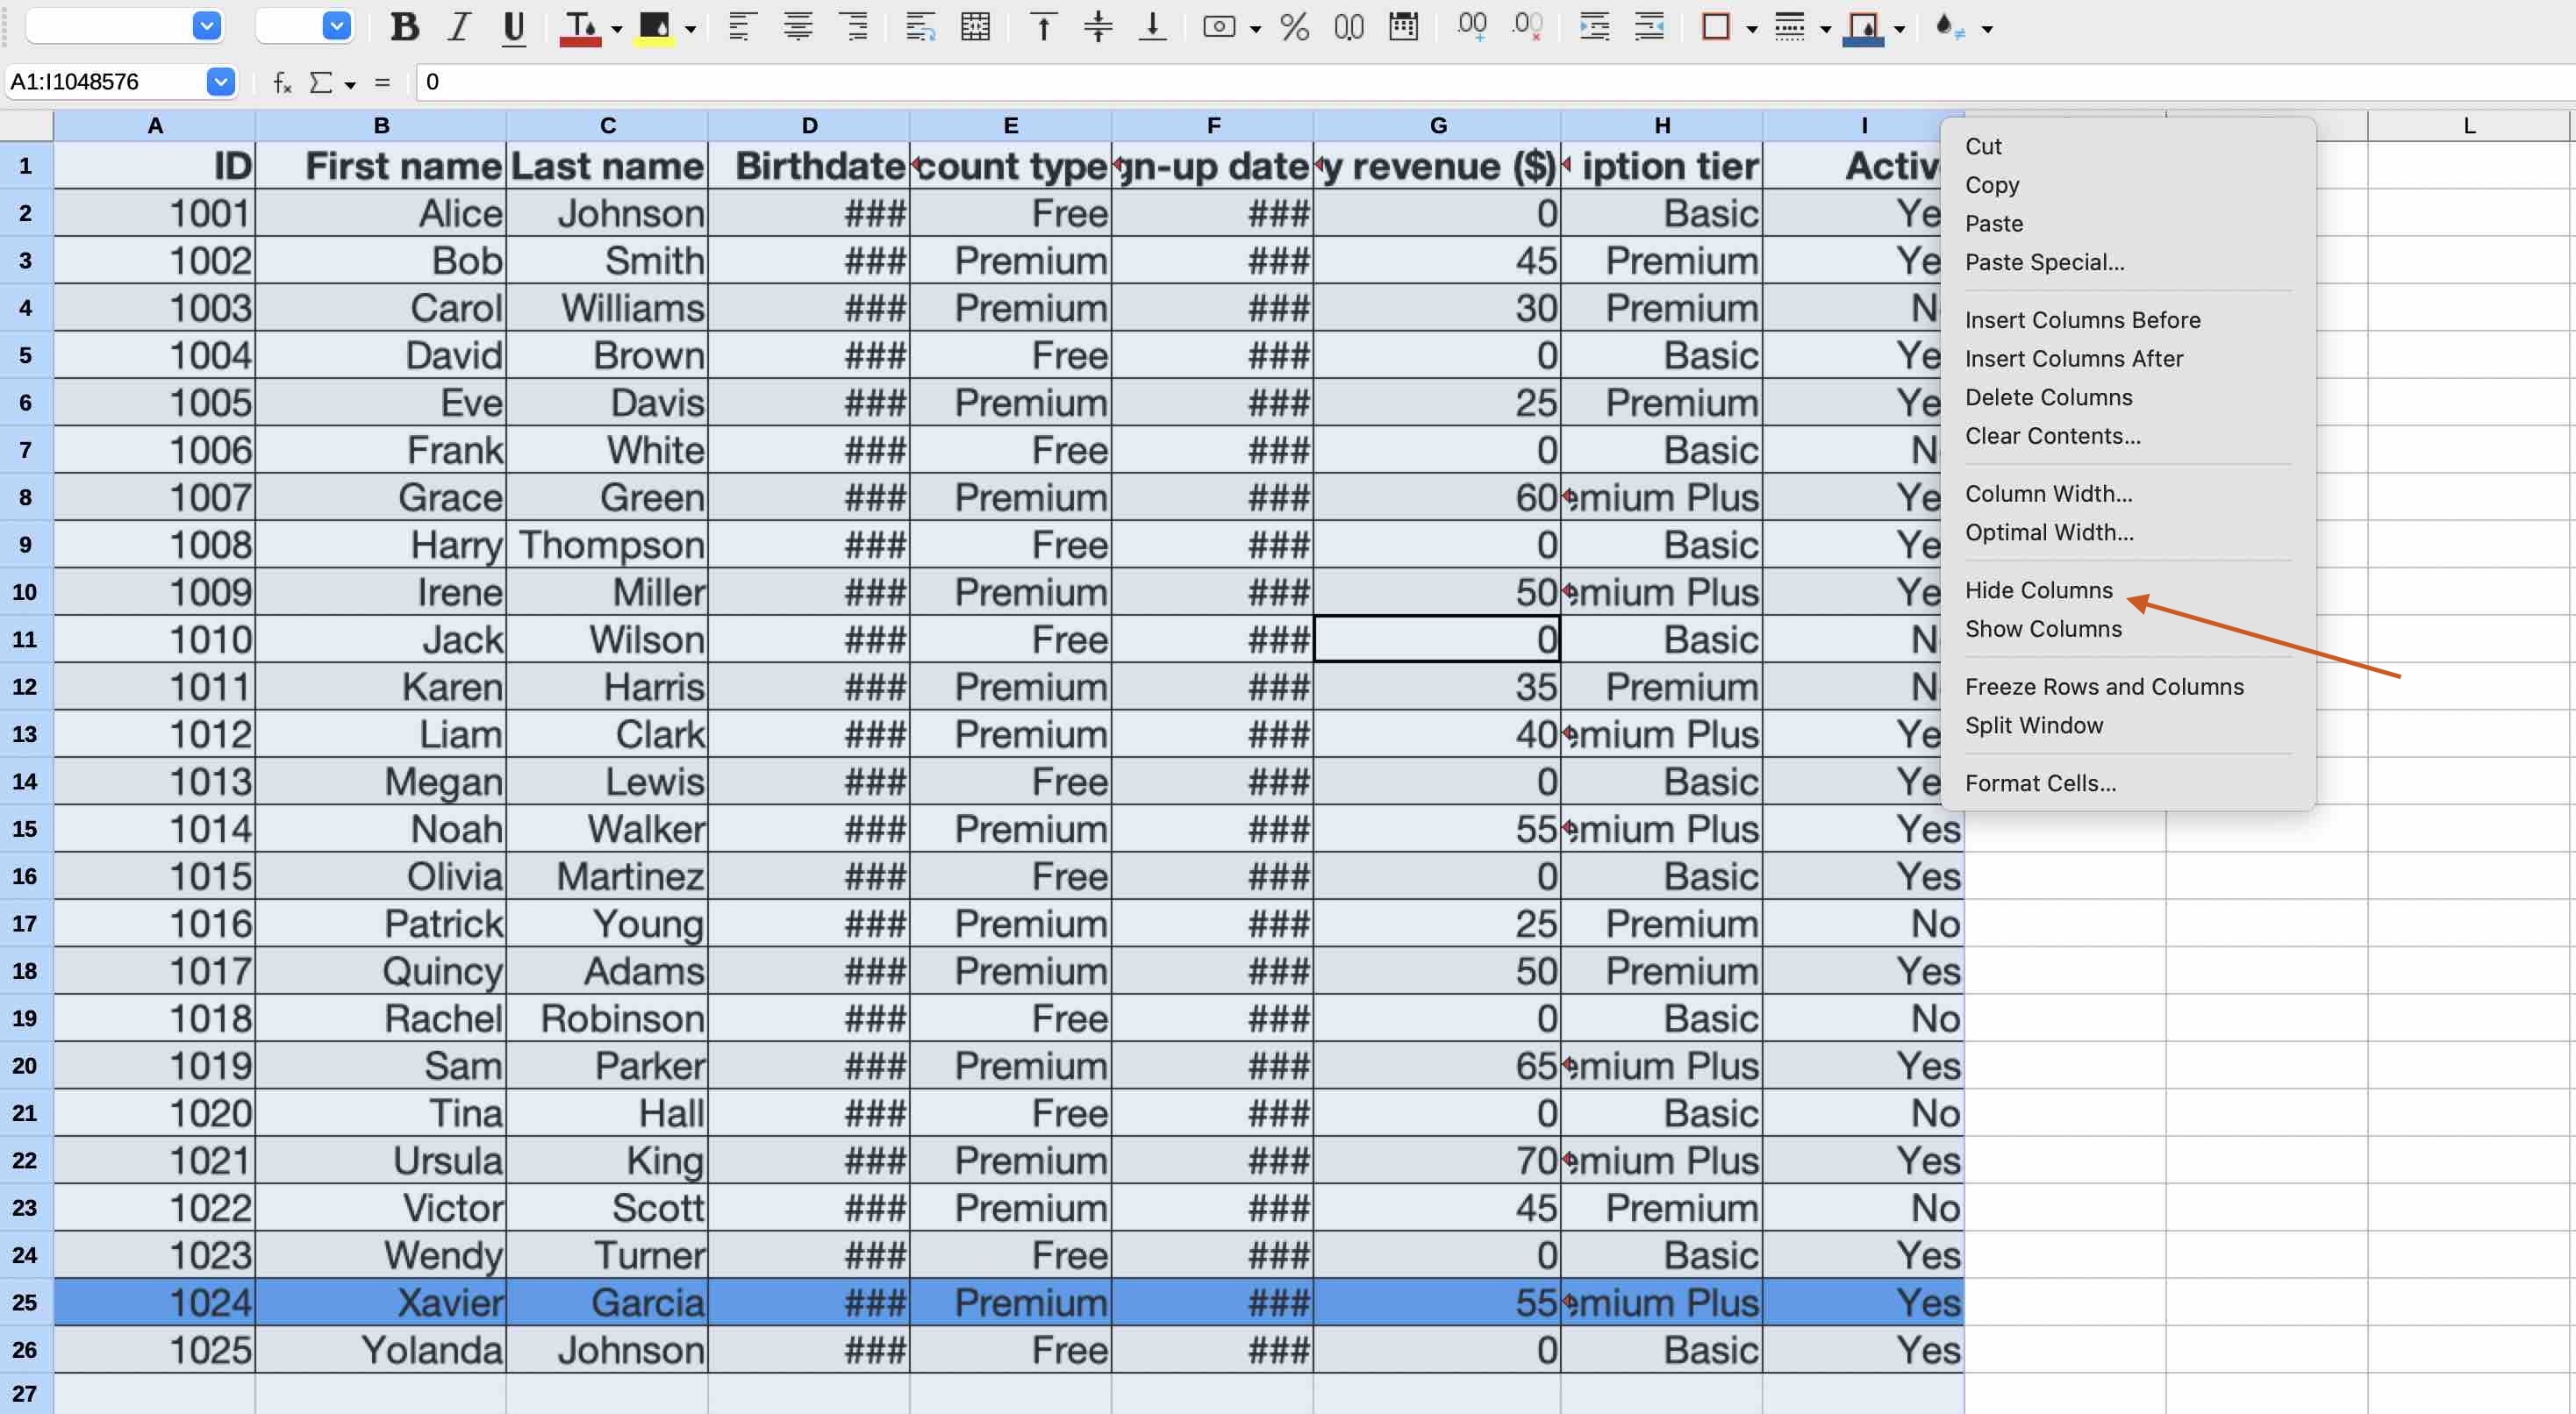 B I U
A1:I1048576 fx Σ = 0
A B C D E F G H I L
1 ID First name Last name Birthdate count type gn-up date y revenue ($) iption tier Activ
2 1001 Alice Johnson ### Free ### 0 Basic Ye
3 1002 Bob Smith ### Premium ### 45 Premium Ye
4 1003 Carol Williams ### Premium ### 30 Premium N
5 1004 David Brown ### Free ### 0 Basic Ye
6 1005 Eve Davis ### Premium ### 25 Premium Ye
7 1006 Frank White ### Free ### 0 Basic N
8 1007 Grace Green ### Premium ### 60 emium Plus Ye
9 1008 Harry Thompson ### Free ### 0 Basic Ye
10 1009 Irene Miller ### Premium ### 50 emium Plus Ye
11 1010 Jack Wilson ### Free ### 0 Basic N
12 1011 Karen Harris ### Premium ### 35 Premium N
13 1012 Liam Clark ### Premium ### 40 emium Plus Ye
14 1013 Megan Lewis ### Free ### 0 Basic Ye
15 1014 Noah Walker ### Premium ### 55 emium Plus Yes
16 1015 Olivia Martinez ### Free ### 0 Basic Yes
17 1016 Patrick Young ### Premium ### 25 Premium No
18 1017 Quincy Adams ### Premium ### 50 Premium Yes
19 1018 Rachel Robinson ### Free ### 0 Basic No
20 1019 Sam Parker ### Premium ### 65 emium Plus Yes
21 1020 Tina Hall ### Free ### 0 Basic No
22 1021 Ursula King ### Premium ### 70 emium Plus Yes
23 1022 Victor Scott ### Premium ### 45 Premium No
24 1023 Wendy Turner ### Free ### 0 Basic Yes
25 1024 Xavier Garcia ### Premium ### 55 emium Plus Yes
26 1025 Yolanda Johnson ### Free ### 0 Basic Yes
27
Cut
Copy
Paste
Paste Special...
Insert Columns Before
Insert Columns After
Delete Columns
Clear Contents...
Column Width...
Optimal Width...
Hide Columns
Show Columns
Freeze Rows and Columns
Split Window
Format Cells...